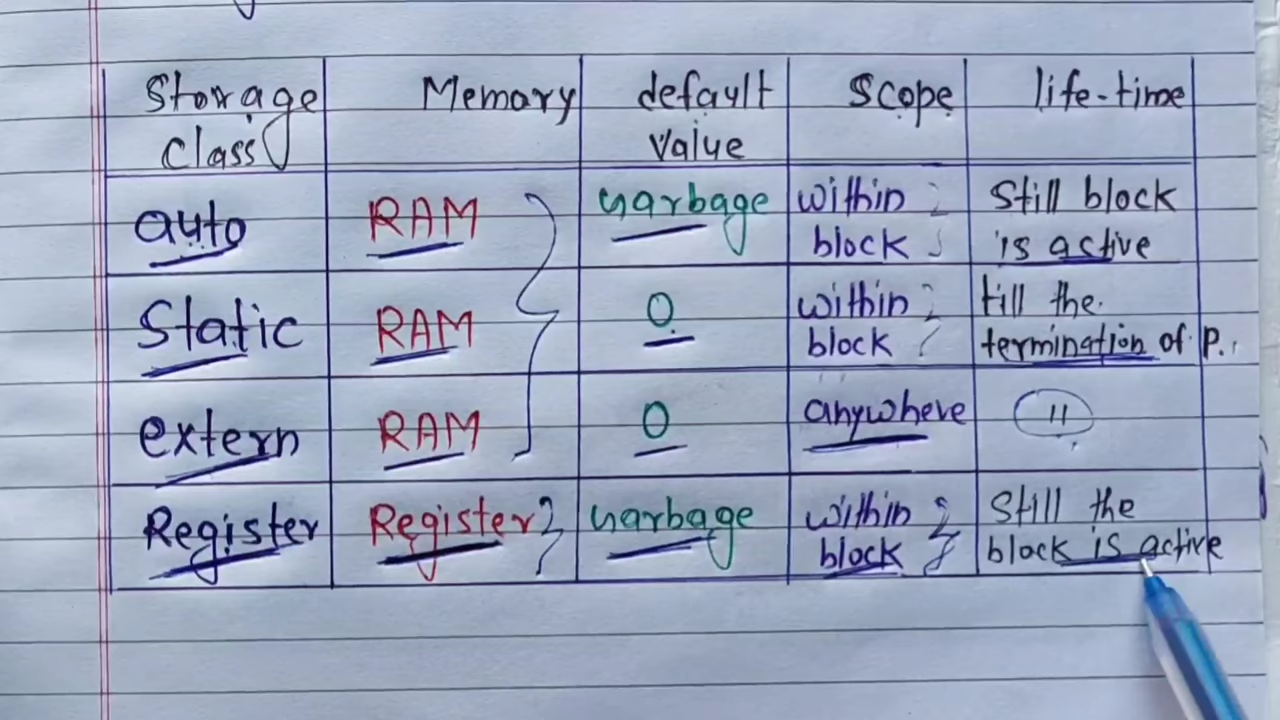 Storage Class Memory default Value Scope life-time
auto RAM garbage within block Still block is active
Static RAM 0 within block till the termination of P.
extern RAM 0 anywhere "
Register Register garbage within block Still the block is active